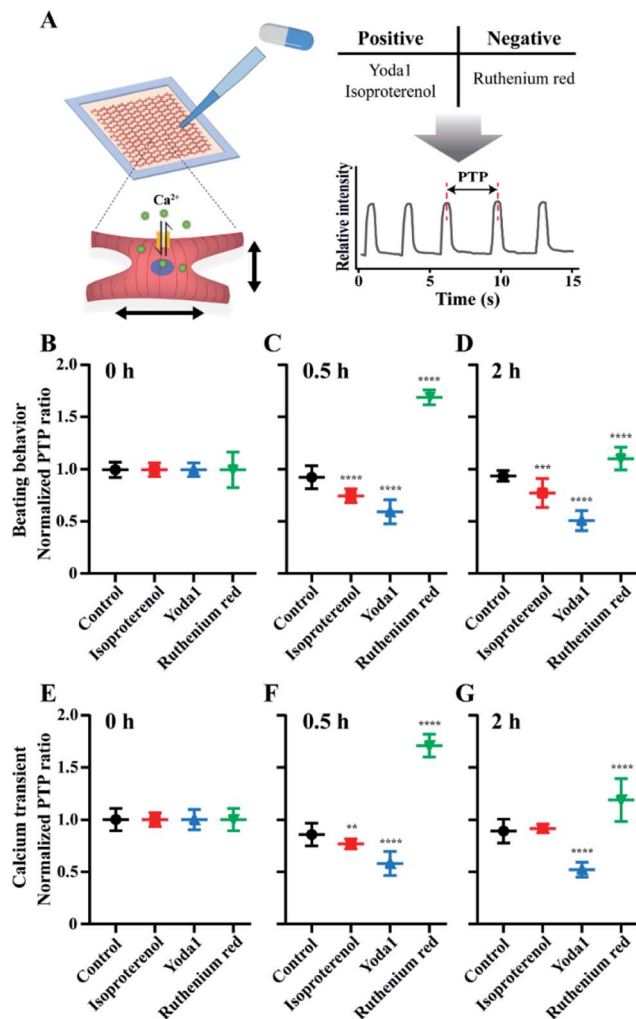 A
Positive Negative
Yoda1 Ruthenium red
Isoproterenol
Ca²⁺
PTP
Relative intensity
0 5 10 15
Time (s)
B C D
Beating behavior
Normalized PTP ratio
2.0
1.5
1.0
0.5
0
0 h
Control
Isoproterenol
Yoda1
Ruthenium red
0.5 h
****
****
****
Control
Isoproterenol
Yoda1
Ruthenium red
2 h
***
****
****
Control
Isoproterenol
Yoda1
Ruthenium red
E F G
Calcium transient
Normalized PTP ratio
2.0
1.5
1.0
0.5
0
0 h
Control
Isoproterenol
Yoda1
Ruthenium red
0.5 h
**
****
****
Control
Isoproterenol
Yoda1
Ruthenium red
2 h
****
****
Control
Isoproterenol
Yoda1
Ruthenium red